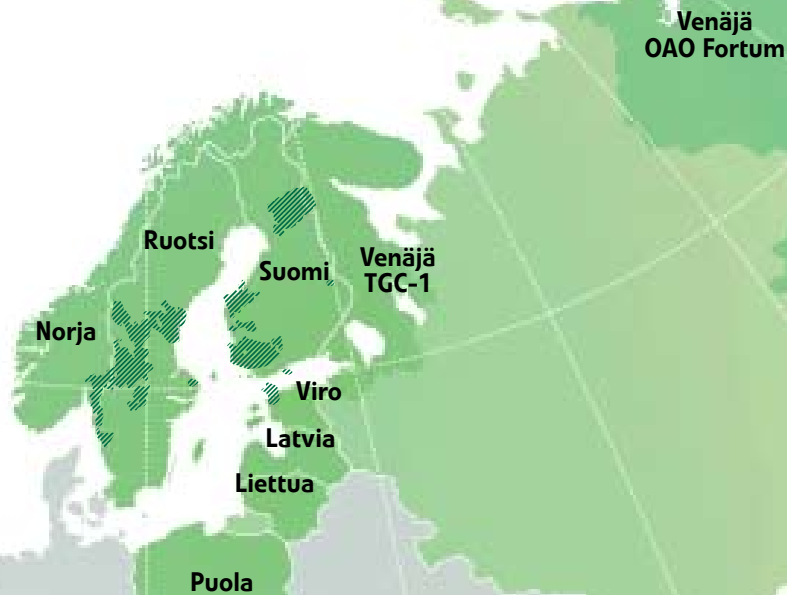 Venäjä
OAO Fortum
Ruotsi
Suomi
Venäjä
TGC-1
Norja
Viro
Latvia
Liettua
Puola